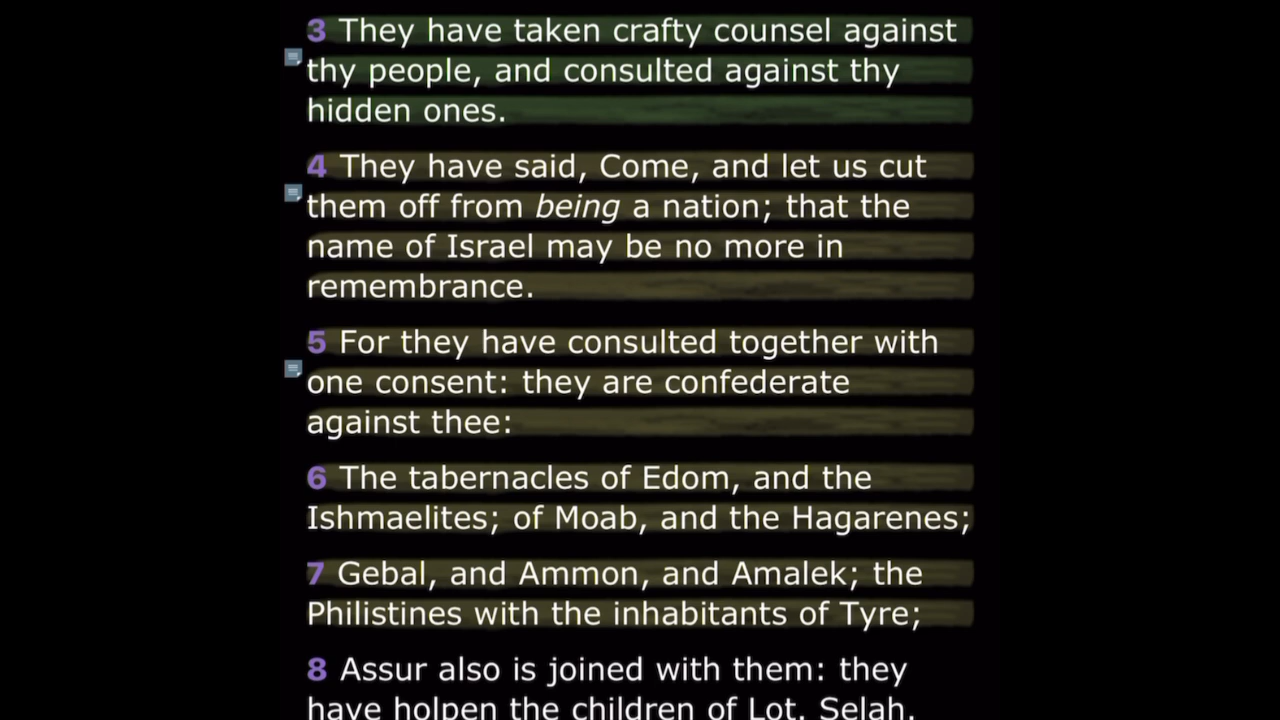 3 They have taken crafty counsel against
thy people, and consulted against thy
hidden ones.
4 They have said, Come, and let us cut
them off from being a nation; that the
name of Israel may be no more in
remembrance.
5 For they have consulted together with
one consent: they are confederate
against thee:
6 The tabernacles of Edom, and the
Ishmaelites; of Moab, and the Hagarenes;
7 Gebal, and Ammon, and Amalek; the
Philistines with the inhabitants of Tyre;
8 Assur also is joined with them: they
have holpen the children of Lot. Selah.